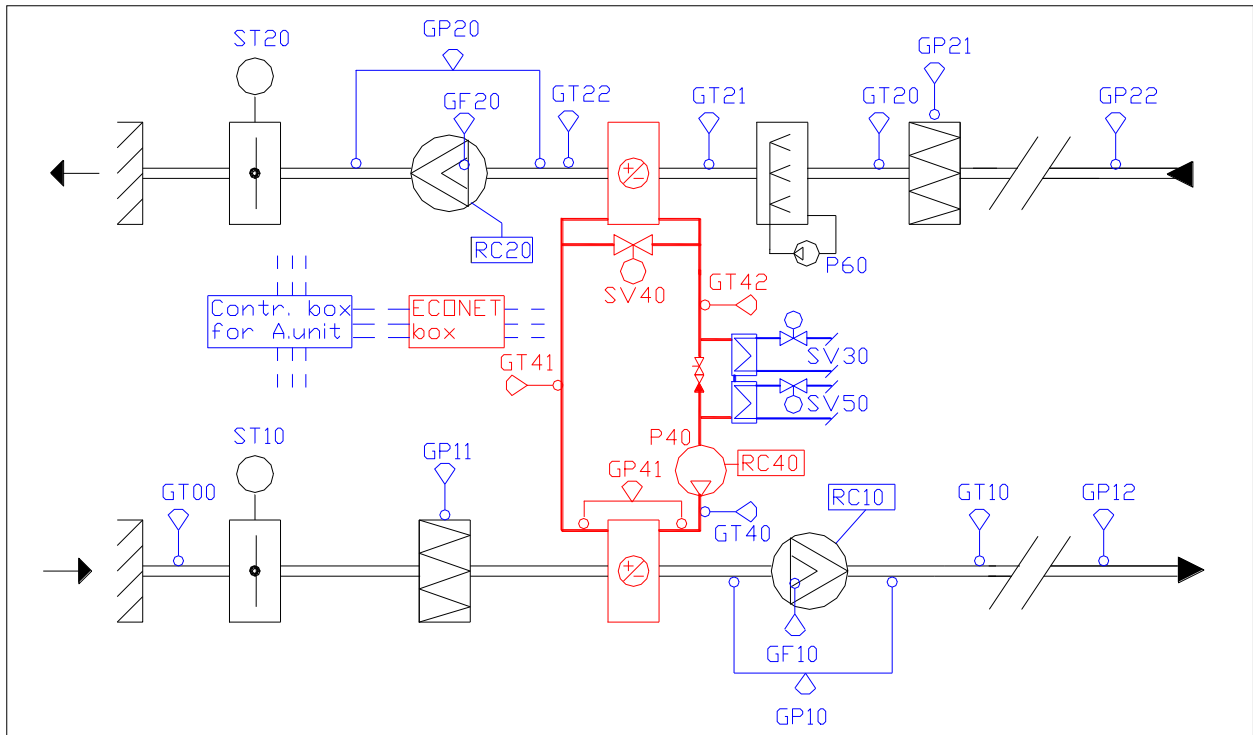 GP20
ST20
GP21
GF20
GT22
GT21
GT20
GP22
RC20
P60
SV40
GT42
Contr. box
for A.unit
ECONET
box
GT41
SV30
SV50
P40
ST10
GP11
GP41
RC40
RC10
GT00
GT40
GT10
GP12
GF10
GP10